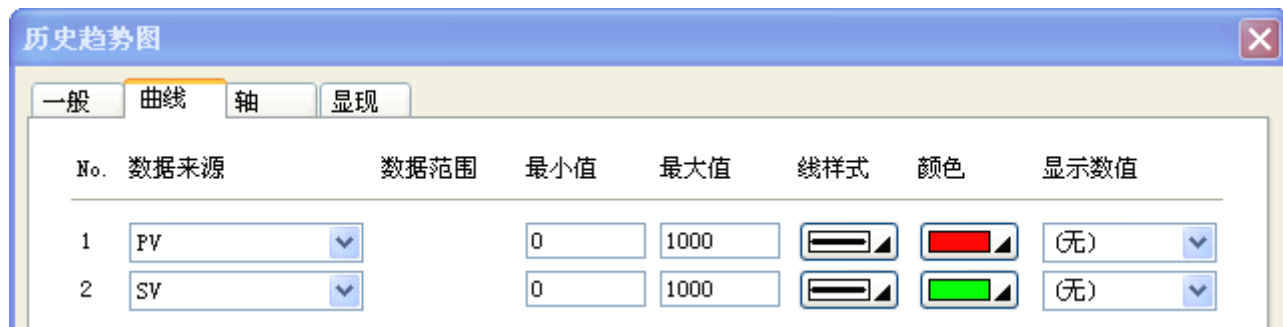 历史趋势图
一般 曲线 轴 显现
No. 数据来源 数据范围 最小值 最大值 线样式 颜色 显示数值
1 PV 0 1000 (无)
2 SV 0 1000 (无)